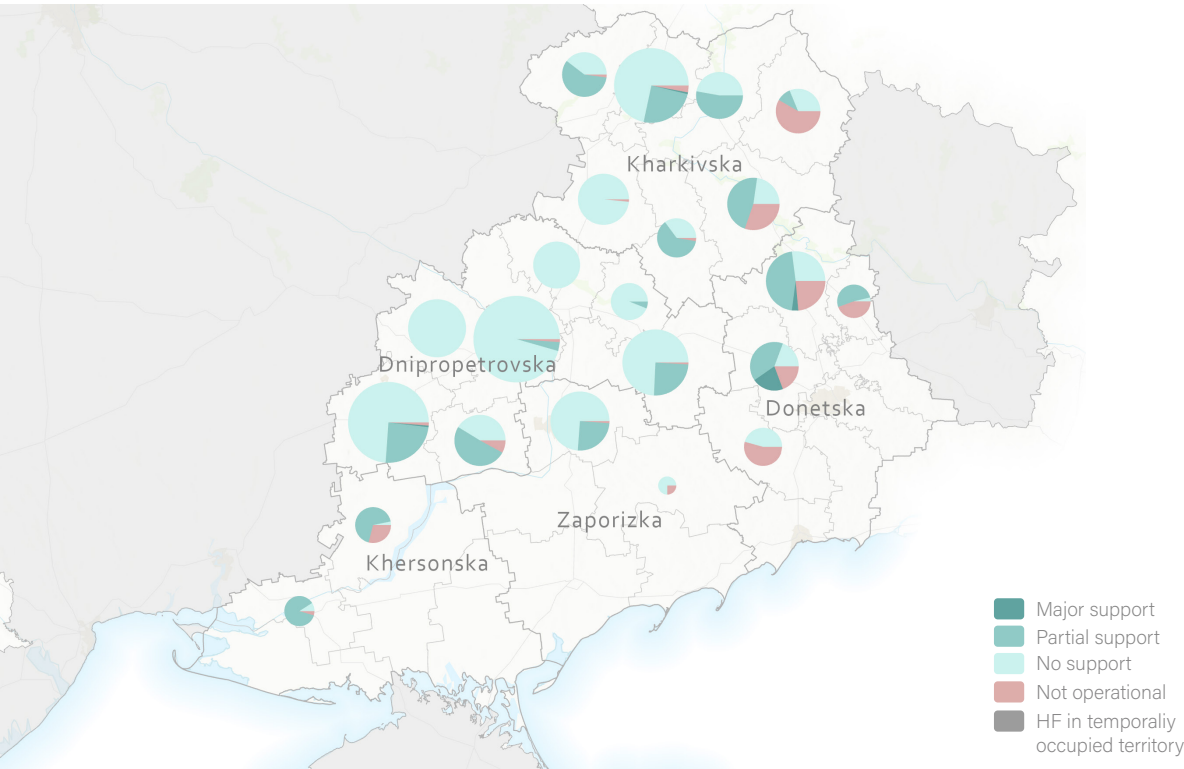 Kharkivska
Dnipropetrovska
Donetska
Zaporizka
Khersonska
Major support
Partial support
No support
Not operational
HF in temporaliy
occupied territory